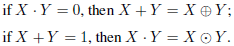 if X · Y = 0, then X + Y = X ⊕ Y;
if X + Y = 1, then X · Y = X ⊙ Y.